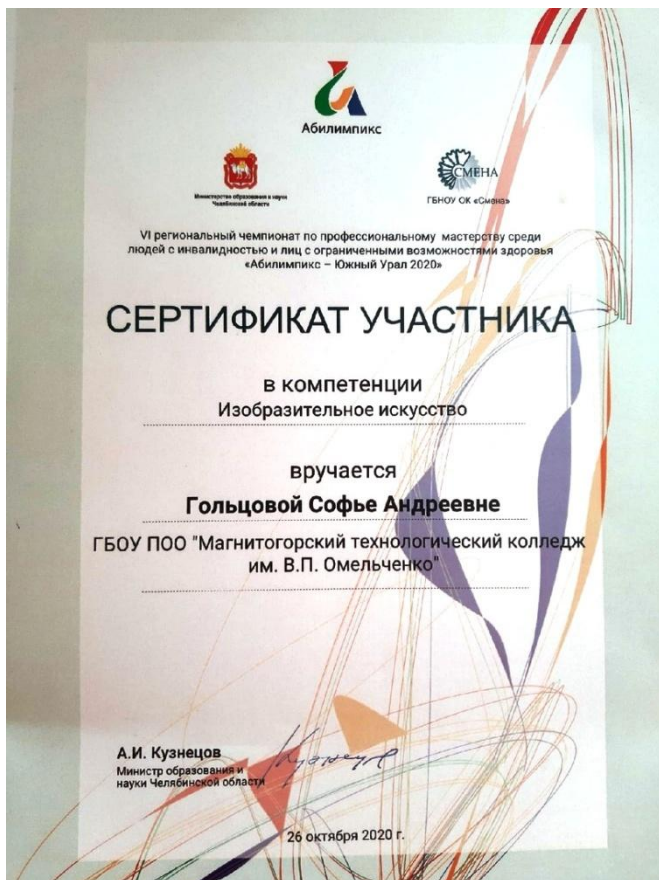 Абилимпикс
Министерство образования и науки
Челябинской области
СМЕНА
ГБНОУ ОК «Смена»
VI региональный чемпионат по профессиональному мастерству среди
людей с инвалидностью и лиц с ограниченными возможностями здоровья
«Абилимпикс – Южный Урал 2020»
СЕРТИФИКАТ УЧАСТНИКА
в компетенции
Изобразительное искусство
вручается
Гольцовой Софье Андреевне
ГБОУ ПОО "Магнитогорский технологический колледж
им. В.П. Омельченко"
А.И. Кузнецов
Министр образования и
науки Челябинской области
26 октября 2020 г.